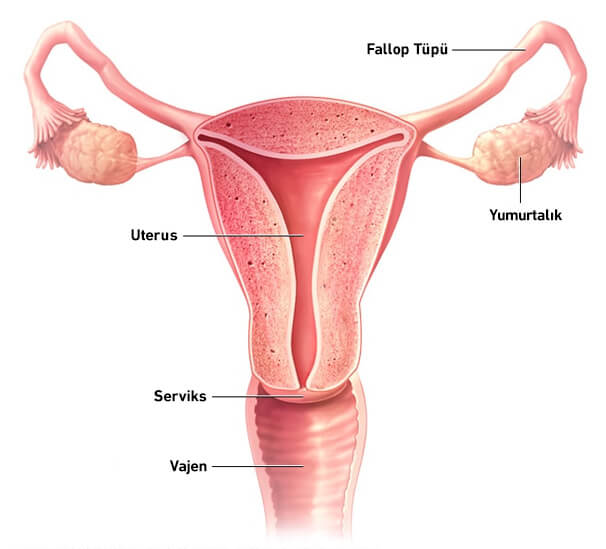 Fallop Tüpü
Yumurtalık
Uterus
Serviks
Vajen